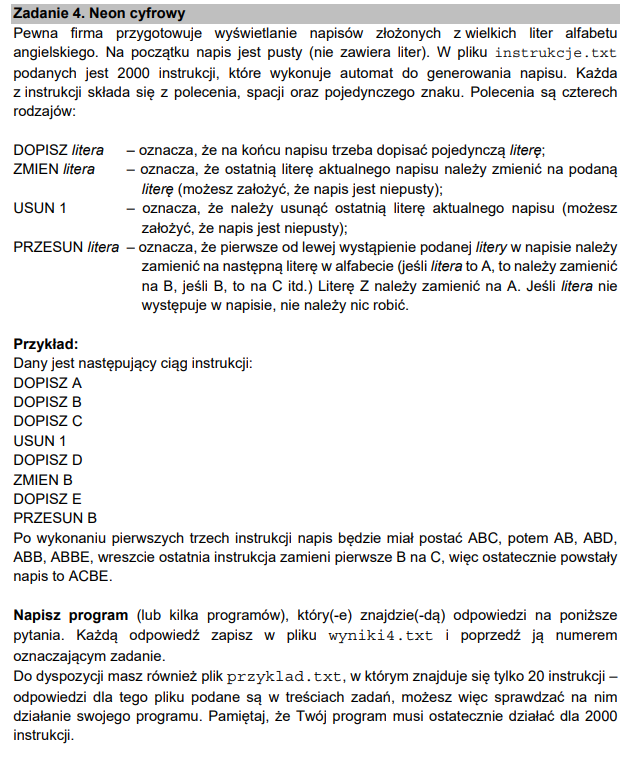 Zadanie 4. Neon cyfrowy
Pewna firma przygotowuje wyświetlanie napisów złożonych z wielkich liter alfabetu
angielskiego. Na początku napis jest pusty (nie zawiera liter). W pliku instrukcje.txt
podanych jest 2000 instrukcji, które wykonuje automat do generowania napisu. Każda
z instrukcji składa się z polecenia, spacji oraz pojedynczego znaku. Polecenia są czterech
rodzajów:
DOPISZ litera – oznacza, że na końcu napisu trzeba dopisać pojedynczą literę;
ZMIEN litera – oznacza, że ostatnią literę aktualnego napisu należy zmienić na podaną
literę (możesz założyć, że napis jest niepusty);
USUN 1 – oznacza, że należy usunąć ostatnią literę aktualnego napisu (możesz
założyć, że napis jest niepusty);
PRZESUN litera – oznacza, że pierwsze od lewej wystąpienie podanej litery w napisie należy
zamienić na następną literę w alfabecie (jeśli litera to A, to należy zamienić
na B, jeśli B, to na C itd.) Literę Z należy zamienić na A. Jeśli litera nie
występuje w napisie, nie należy nic robić.
Przykład:
Dany jest następujący ciąg instrukcji:
DOPISZ A
DOPISZ B
DOPISZ C
USUN 1
DOPISZ D
ZMIEN B
DOPISZ E
PRZESUN B
Po wykonaniu pierwszych trzech instrukcji napis będzie miał postać ABC, potem AB, ABD,
ABB, ABBE, wreszcie ostatnia instrukcja zamieni pierwsze B na C, więc ostatecznie powstały
napis to ACBE.
Napisz program (lub kilka programów), który(-e) znajdzie(-dą) odpowiedzi na poniższe
pytania. Każdą odpowiedź zapisz w pliku wyniki4.txt i poprzedź ją numerem
oznaczającym zadanie.
Do dyspozycji masz również plik przyklad.txt, w którym znajduje się tylko 20 instrukcji –
odpowiedzi dla tego pliku podane są w treściach zadań, możesz więc sprawdzać na nim
działanie swojego programu. Pamiętaj, że Twój program musi ostatecznie działać dla 2000
instrukcji.